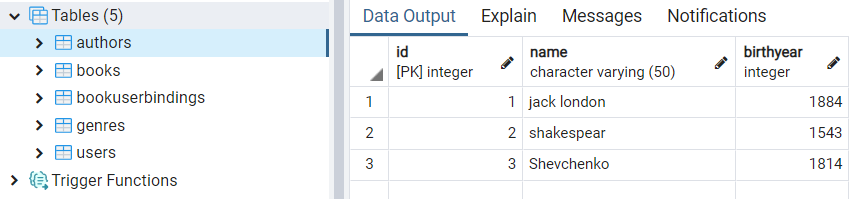 Tables (5)
authors
books
bookuserbindings
genres
users
Trigger Functions
Data Output Explain Messages Notifications
id name birthyear
[PK] integer character varying (50) integer
1 1 jack london 1884
2 2 shakespear 1543
3 3 Shevchenko 1814